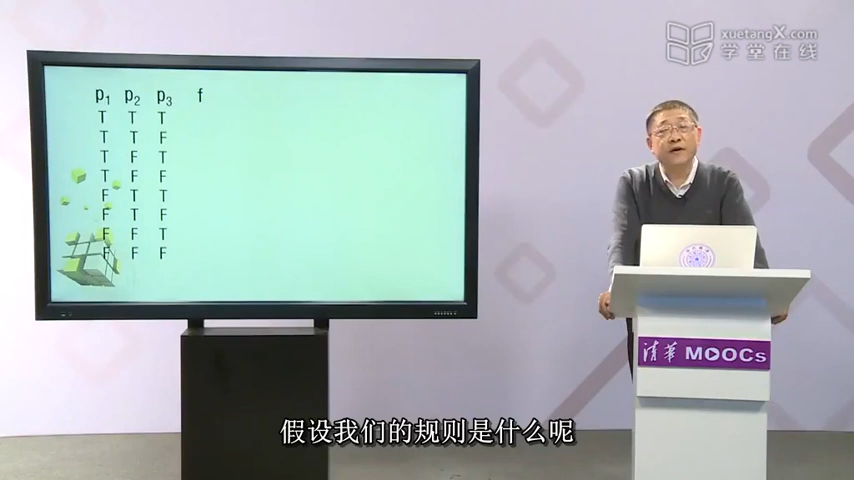 xuetangX.com
学堂在线
p₁ p₂ p₃ f
T T T
T T F
T F T
T F F
F T T
F T F
F F T
F F F
清华 MOOCs
假设我们的规则是什么呢